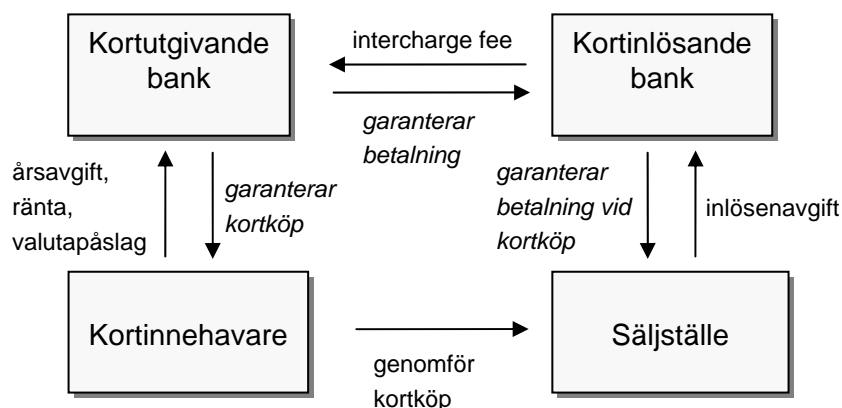 Kortutgivande
bank
intercharge fee
Kortinlösande
bank
garanterar
betalning
årsavgift,
ränta,
valutapåslag
garanterar
kortköp
garanterar
betalning vid
kortköp
inlösenavgift
Kortinnehavare
genomför
kortköp
Säljställe